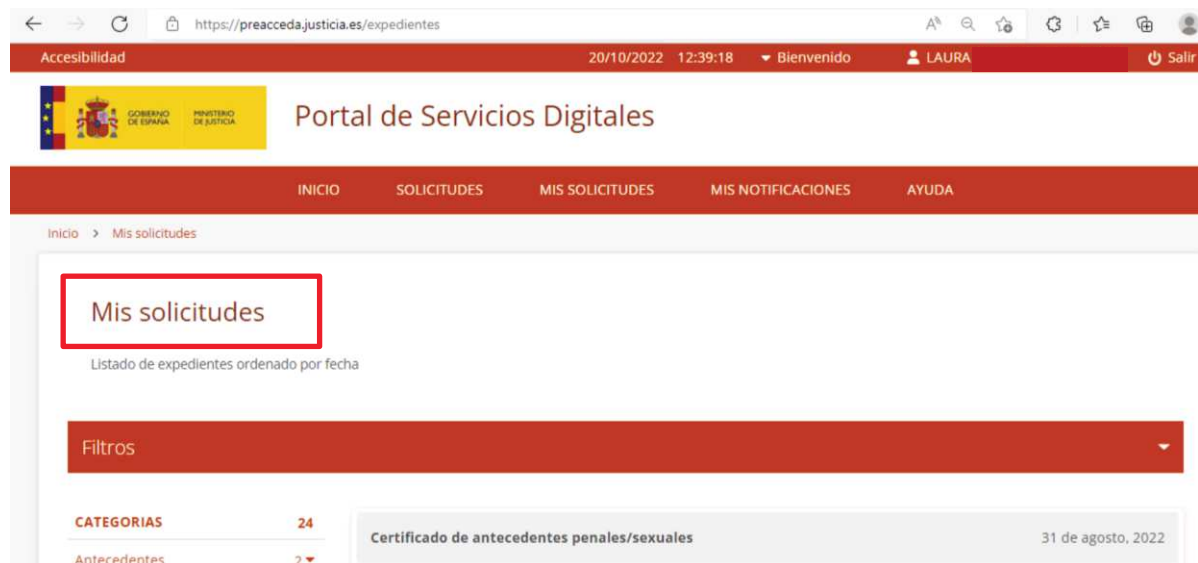 https://preacceda.justicia.es/expedientes
Accesibilidad 20/10/2022 12:39:18 Bienvenido LAURA Salir
GOBIERNO DE ESPAÑA MINISTERIO DE JUSTICIA
Portal de Servicios Digitales
INICIO SOLICITUDES MIS SOLICITUDES MIS NOTIFICACIONES AYUDA
Inicio > Mis solicitudes
Mis solicitudes
Listado de expedientes ordenado por fecha
Filtros
CATEGORIAS 24
Certificado de antecedentes penales/sexuales 31 de agosto, 2022
Antecedentes 2